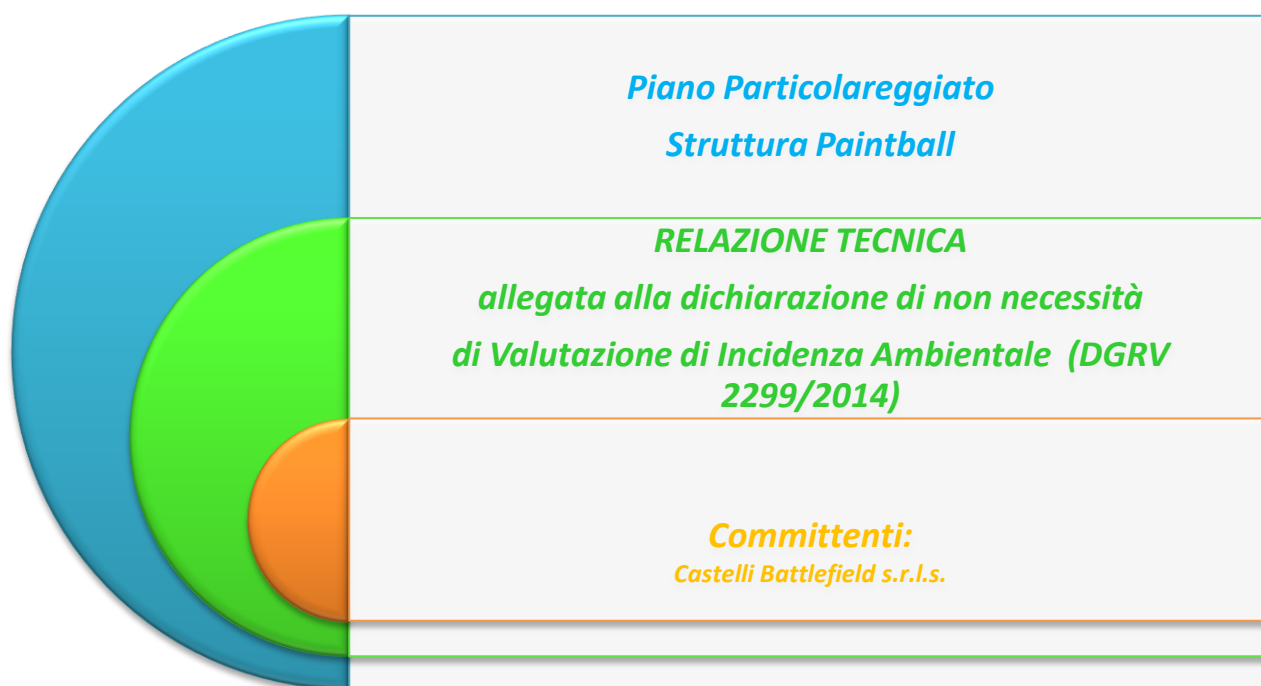 Piano Particolareggiato
Struttura Paintball
RELAZIONE TECNICA
allegata alla dichiarazione di non necessità
di Valutazione di Incidenza Ambientale (DGRV
2299/2014)
Committenti:
Castelli Battlefield s.r.l.s.